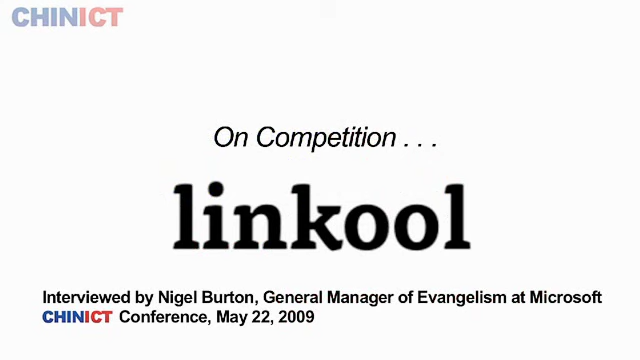 CHINICT
On Competition . . .
linkool
Interviewed by Nigel Burton, General Manager of Evangelism at Microsoft
CHINICT Conference, May 22, 2009